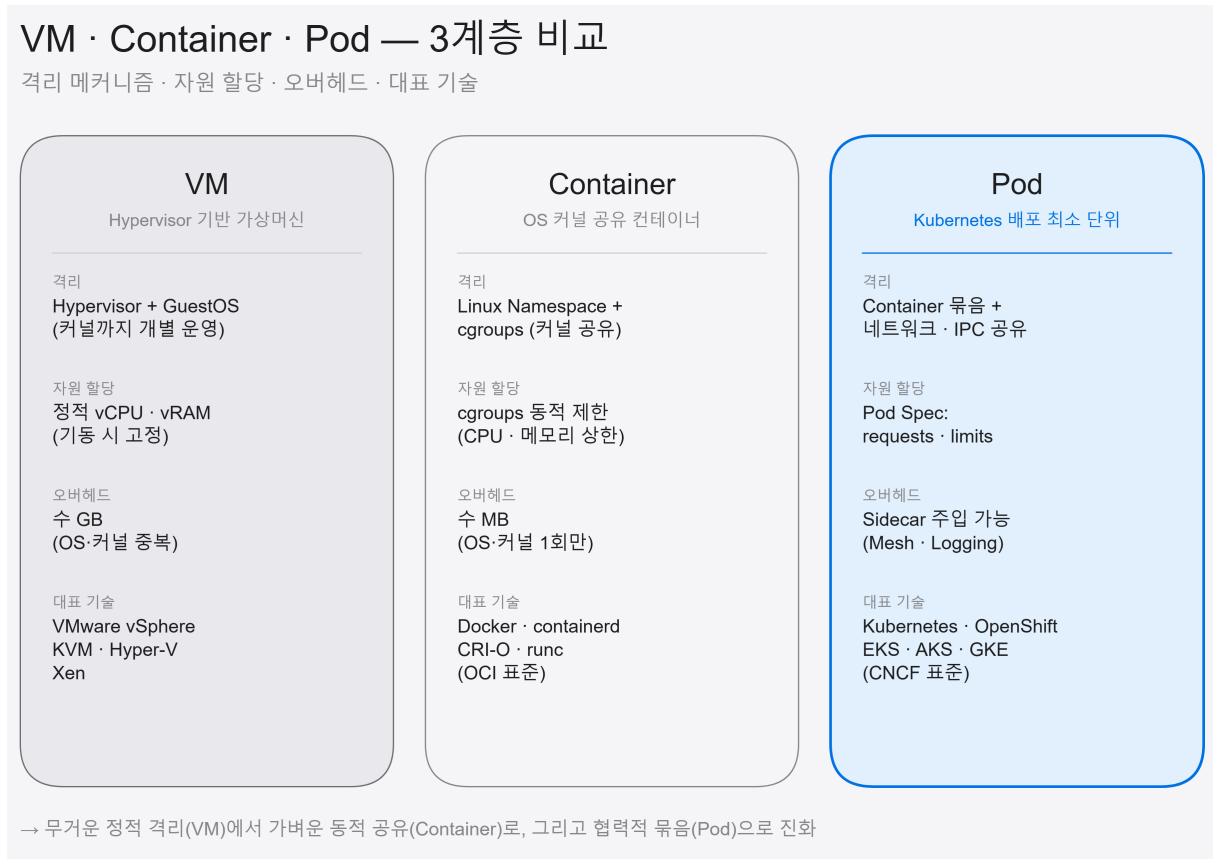 VM · Container · Pod — 3계층 비교
격리 메커니즘 · 자원 할당 · 오버헤드 · 대표 기술
VM
Hypervisor 기반 가상머신
격리
Hypervisor + GuestOS
(커널까지 개별 운영)
자원 할당
정적 vCPU · vRAM
(기동 시 고정)
오버헤드
수 GB
(OS·커널 중복)
대표 기술
VMware vSphere
KVM · Hyper-V
Xen
Container
OS 커널 공유 컨테이너
격리
Linux Namespace +
cgroups (커널 공유)
자원 할당
cgroups 동적 제한
(CPU · 메모리 상한)
오버헤드
수 MB
(OS·커널 1회만)
대표 기술
Docker · containerd
CRI-O · runc
(OCI 표준)
Pod
Kubernetes 배포 최소 단위
격리
Container 묶음 +
네트워크 · IPC 공유
자원 할당
Pod Spec:
requests · limits
오버헤드
Sidecar 주입 가능
(Mesh · Logging)
대표 기술
Kubernetes · OpenShift
EKS · AKS · GKE
(CNCF 표준)
→ 무거운 정적 격리(VM)에서 가벼운 동적 공유(Container)로, 그리고 협력적 묶음(Pod)으로 진화